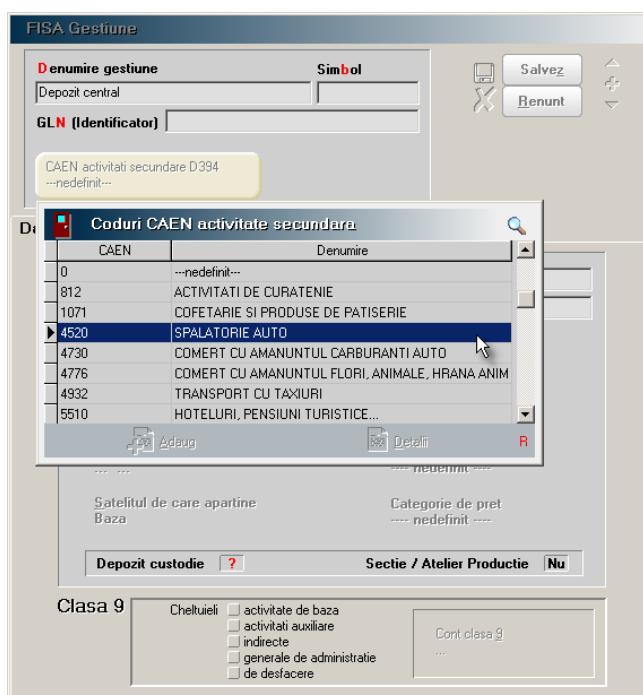 FISA Gestiune
Denumire gestiune Simbol
Salvez
Depozit central
Renunt
GLN (Identificator)
CAEN activitati secundare D394
---nedefinit---
Da
Coduri CAEN activitate secundara
CAEN Denumire
0 ---nedefinit---
812 ACTIVITATI DE CURATENIE
1071 COFETARIE SI PRODUSE DE PATISERIE
4520 SPALATORIE AUTO
4730 COMERT CU AMANUNTUL CARBURANTI AUTO
4776 COMERT CU AMANUNTUL FLORI, ANIMALE, HRANA ANIM
4932 TRANSPORT CU TAXIURI
5510 HOTELURI, PENSIUNI TURISTICE...
Adaug Detalii R
--- --- ---- nedefinit ----
Satelitul de care apartine Categorie de pret
Baza ---- nedefinit ----
Depozit custodie ? Sectie / Atelier Productie Nu
Clasa 9
Cheltuieli activitate de baza
activitati auxiliare
indirecte
generale de administratie
de desfacere
Cont clasa 9
...